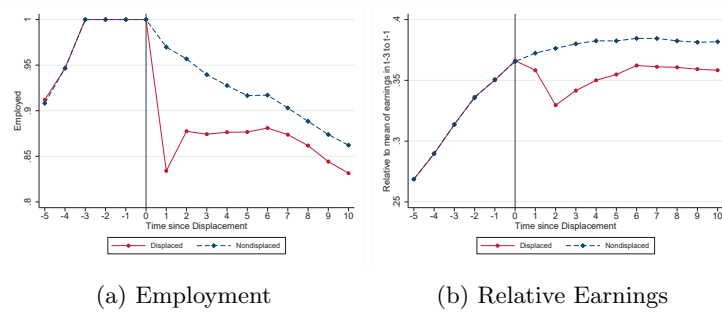 Employed
.8 .85 .9 .95 1
-5 -4 -3 -2 -1 0 1 2 3 4 5 6 7 8 9 10
Time since Displacement
Displaced Nondisplaced
(a) Employment
Relative to mean of earnings in t-3 to t-1
.25 .3 .35 .4
-5 -4 -3 -2 -1 0 1 2 3 4 5 6 7 8 9 10
Time since Displacement
Displaced Nondisplaced
(b) Relative Earnings